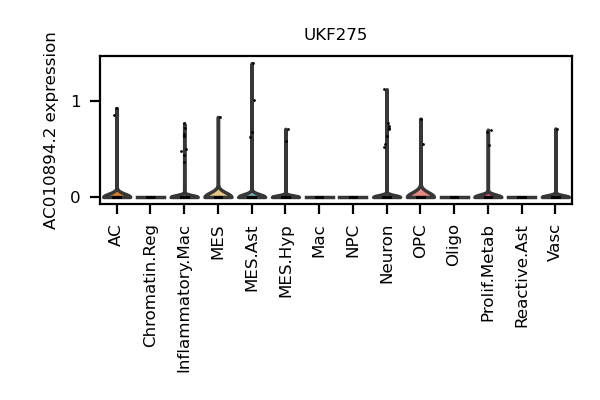 UKF275
AC010894.2 expression
1
0
AC
Chromatin.Reg
Inflammatory.Mac
MES
MES.Ast
MES.Hyp
Mac
NPC
Neuron
OPC
Oligo
Prolif.Metab
Reactive.Ast
Vasc